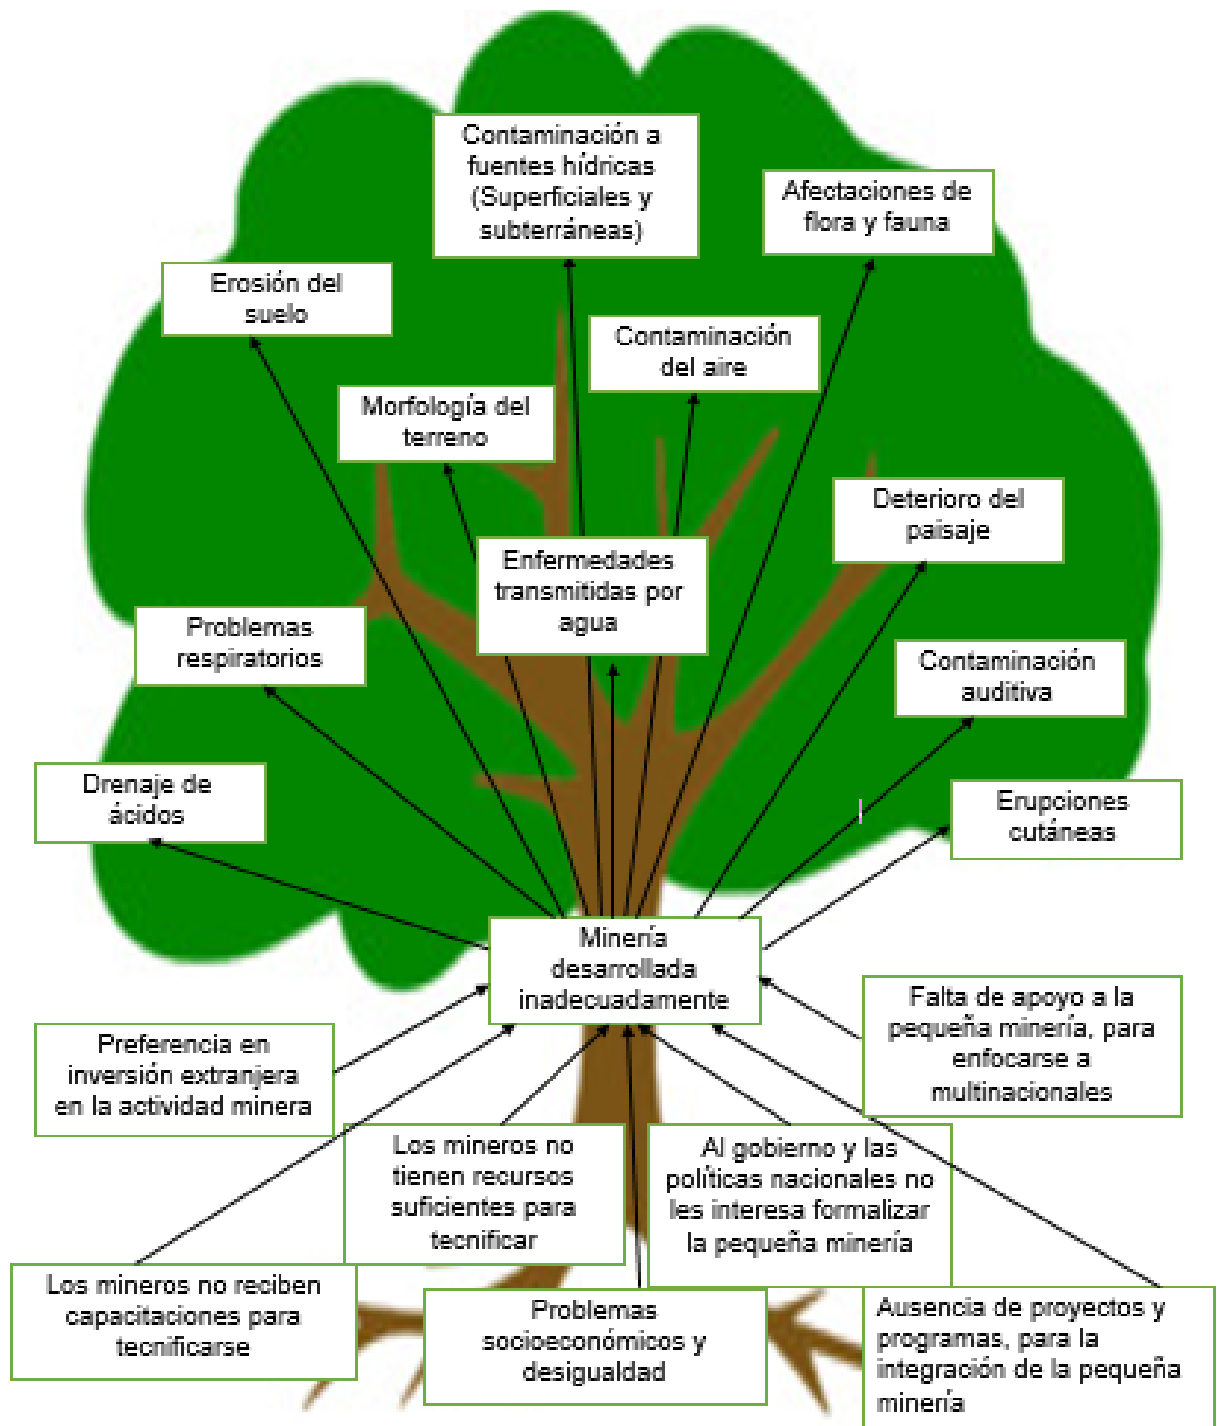 Contaminación a
fuentes hídricas
(Superficiales y
subterráneas)
Afectaciones de
flora y fauna
Erosión del
suelo
Contaminación
del aire
Morfología del
terreno
Deterioro del
paisaje
Enfermedades
transmitidas por
agua
Problemas
respiratorios
Contaminación
auditiva
Drenaje de
ácidos
Erupciones
cutáneas
Minería
desarrollada
inadecuadamente
Falta de apoyo a la
pequeña minería, para
enfocarse a
multinacionales
Preferencia en
inversión extranjera
en la actividad minera
Los mineros no
tienen recursos
suficientes para
tecnificar
Al gobierno y las
políticas nacionales no
les interesa formalizar
la pequeña minería
Los mineros no reciben
capacitaciones para
tecnificarse
Problemas
socioeconómicos y
desigualdad
Ausencia de proyectos y
programas, para la
integración de la pequeña
minería